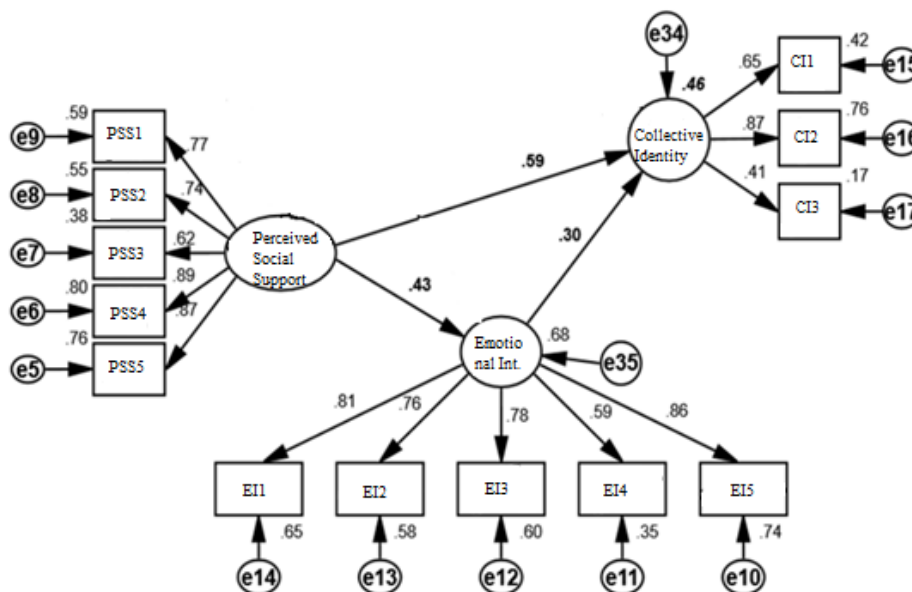 e34
.46
.42
.65
CI1
e15
.59
e9
PSS1
.77
.76
.87
CI2
e16
Collective
Identity
.55
e8
PSS2
.74
.59
.41
.17
CI3
e17
.38
e7
PSS3
.62
Perceived
Social
Support
.30
.80
e6
PSS4
.89
.43
.87
.76
e5
PSS5
Emotio
nal Int.
.68
e35
.81
.76
.78
.59
.86
EI1
EI2
EI3
EI4
EI5
.65
.58
.60
.35
.74
e14
e13
e12
e11
e10